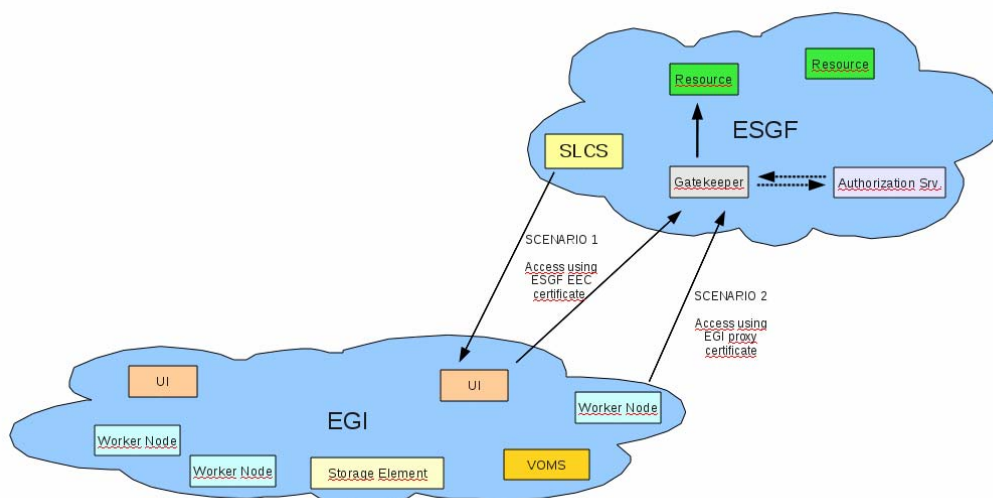 Resource
Resource
ESGF
SLCS
Gatekeeper
Authorization Srv.
SCENARIO 1
Access using
ESGF EEC
certificate.
SCENARIO 2
Access using
EGI proxy
certificate
UI
UI
Worker Node
EGI
Worker Node
Worker Node
Storage Element
VOMS